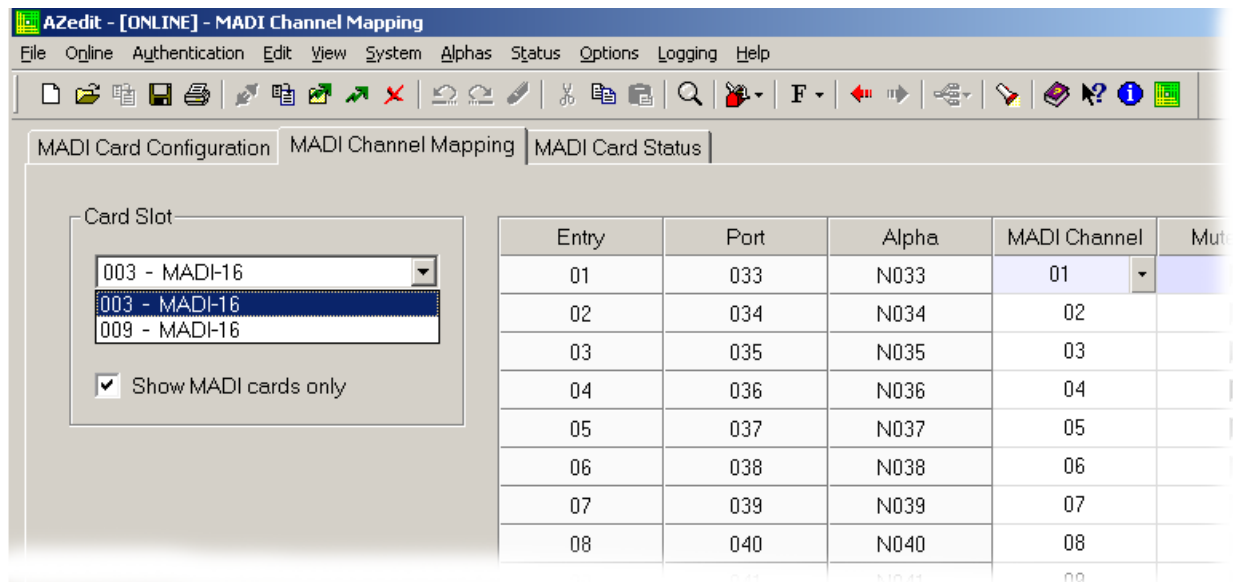 AZedit - [ONLINE] - MADI Channel Mapping
File Online Authentication Edit View System Alphas Status Options Logging Help
F
MADI Card Configuration MADI Channel Mapping MADI Card Status
Card Slot
003 - MADI-16
003 - MADI-16
009 - MADI-16
Show MADI cards only
Entry Port Alpha MADI Channel
01 033 N033 01
02 034 N034 02
03 035 N035 03
04 036 N036 04
05 037 N037 05
06 038 N038 06
07 039 N039 07
08 040 N040 08